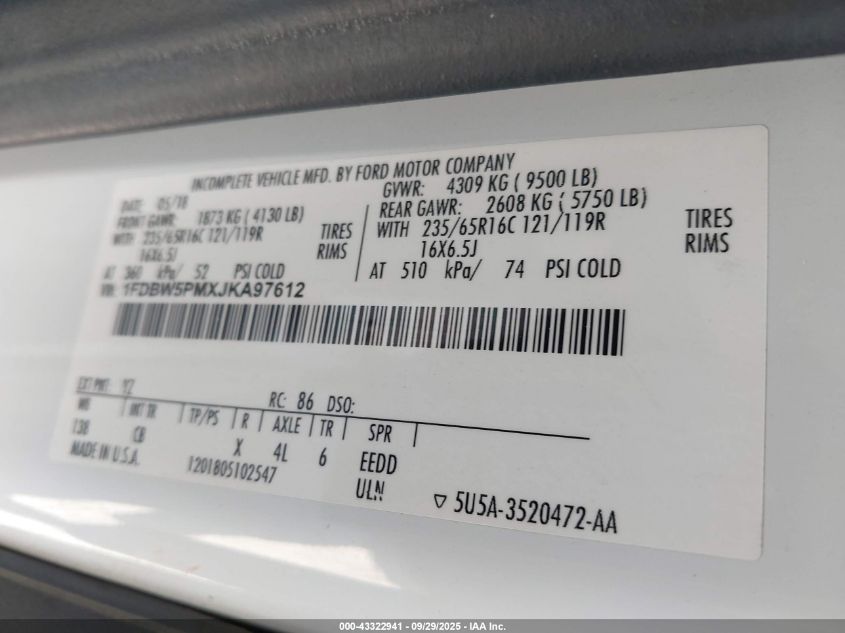 INCOMPLETE VEHICLE MFD. BY FORD MOTOR COMPANY
DATE: 05/18 GVWR: 4309 KG ( 9500 LB)
FRONT GAWR: 1873 KG ( 4130 LB) REAR GAWR: 2608 KG ( 5750 LB)
WITH 235/65R16C 121/119R TIRES WITH 235/65R16C 121/119R TIRES
16X6.5J RIMS 16X6.5J RIMS
AT 360 kPa/ 52 PSI COLD AT 510 kPa/ 74 PSI COLD
VIN: 1FDBW5PMXJKA97612
EXT PNT: YZ RC: 86 DSO:
WB INT TR TP/PS R AXLE TR SPR
138 CB X 4L 6 EEDD
MADE IN U.S.A. 1201805102547 ULN
▽ 5U5A-3520472-AA
000-43322941 - 09/29/2025 - IAA Inc.